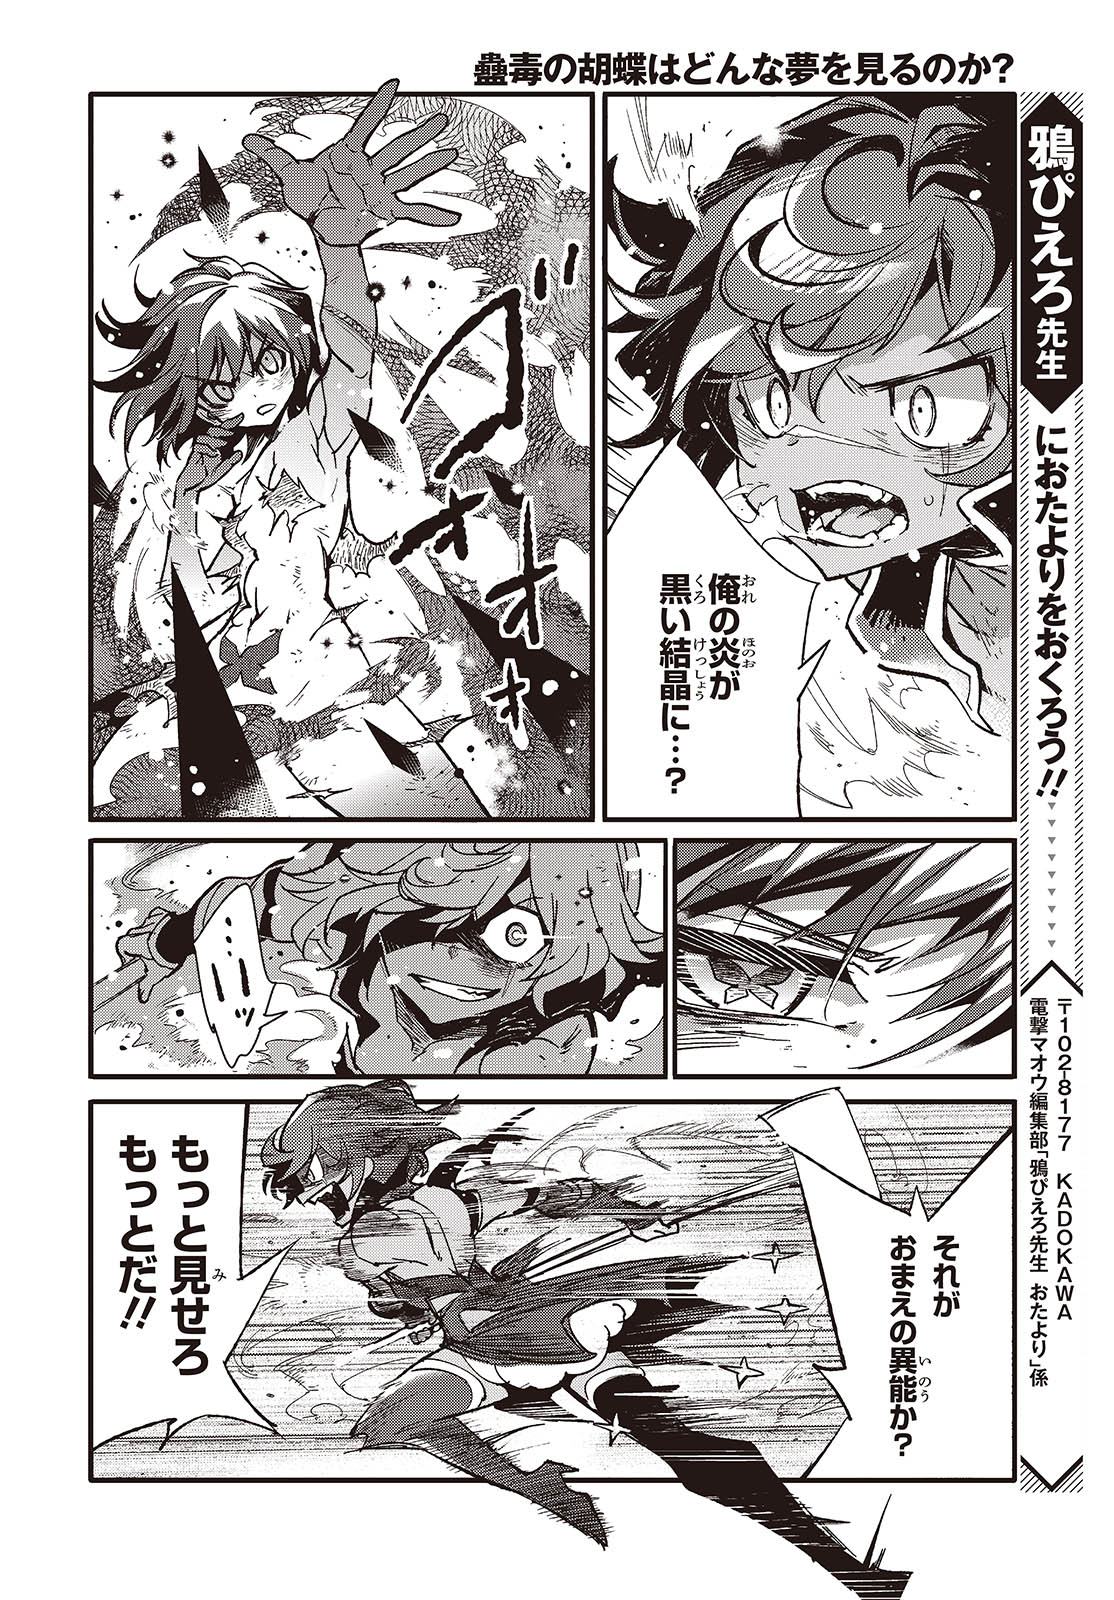 蠱毒の胡蝶はどんな夢を見るのか?
鴉ぴえろ先生におたよりをおくろう!!
〒102-8177 KADOKAWA
電撃マオウ編集部「鴉ぴえろ先生 おたより」係
俺の炎が
黒い結晶に…?
……ッ!!
それが
おまえの異能か?
もっと見せろ
もっとだ!!